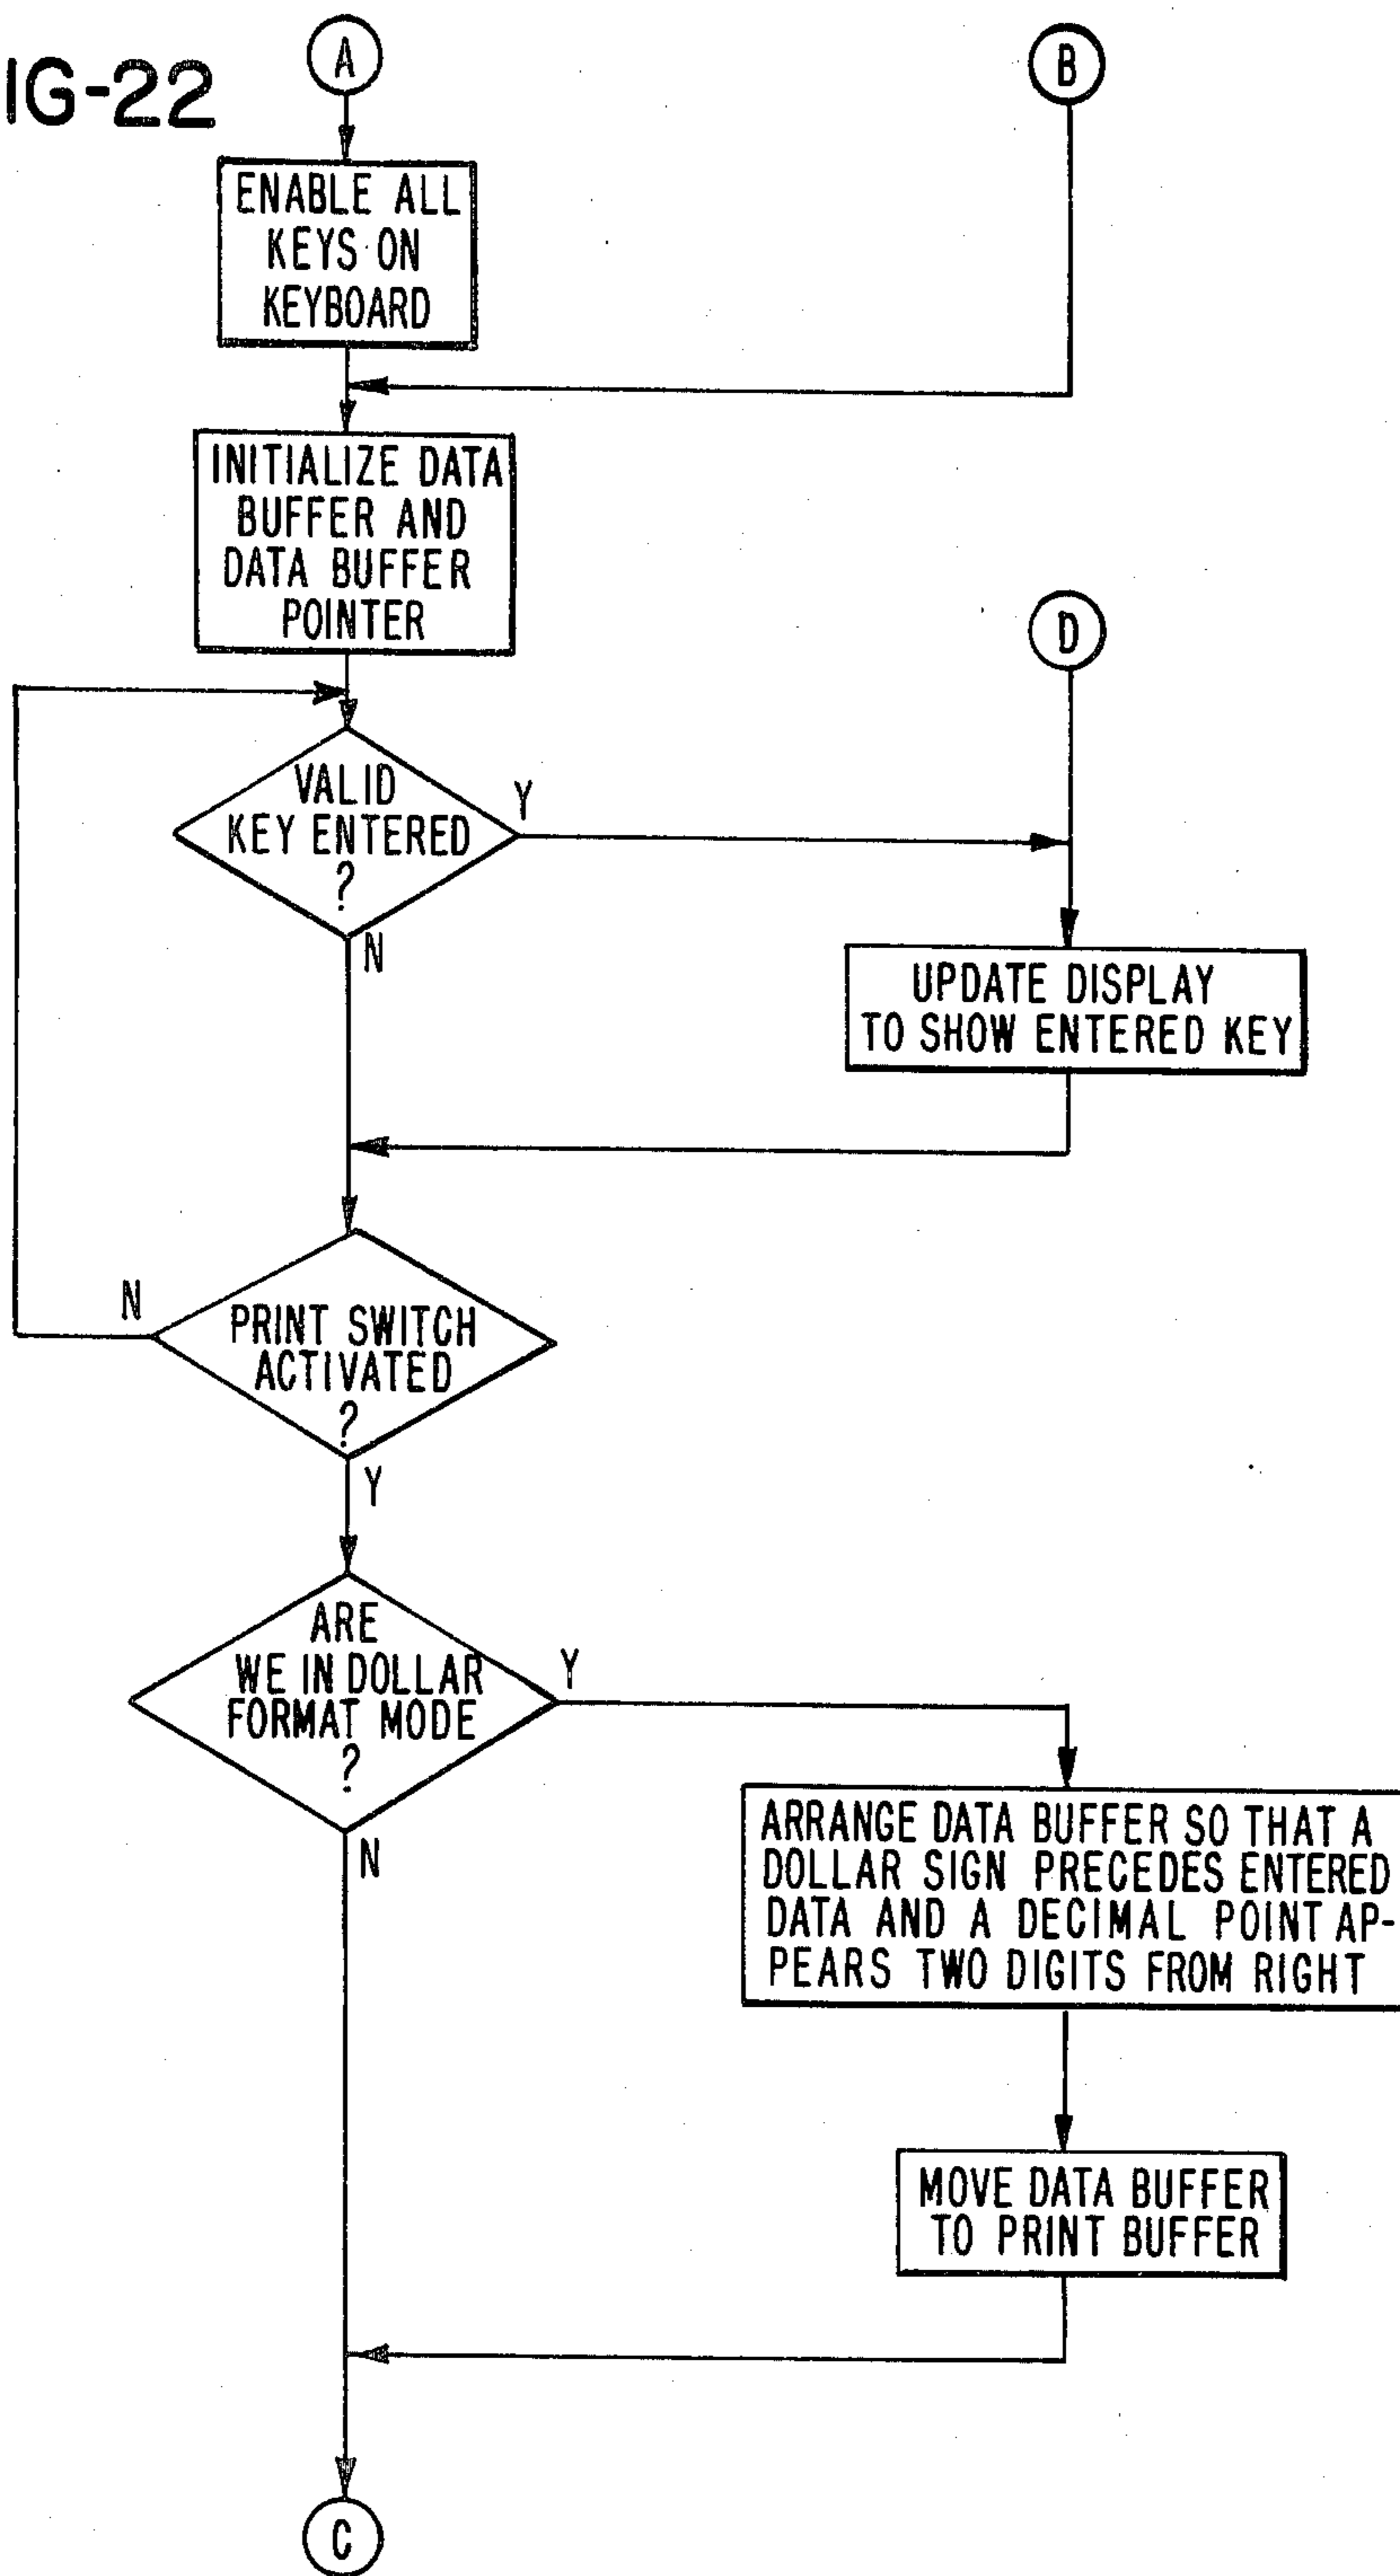 IG-22
A
B
ENABLE ALL
KEYS ON
KEYBOARD
INITIALIZE DATA
BUFFER AND
DATA BUFFER
POINTER
D
VALID
KEY ENTERED
?
Y
N
UPDATE DISPLAY
TO SHOW ENTERED KEY
N
PRINT SWITCH
ACTIVATED
?
Y
ARE
WE IN DOLLAR
FORMAT MODE
?
Y
N
ARRANGE DATA BUFFER SO THAT A
DOLLAR SIGN PRECEDES ENTERED
DATA AND A DECIMAL POINT AP-
PEARS TWO DIGITS FROM RIGHT
MOVE DATA BUFFER
TO PRINT BUFFER
C